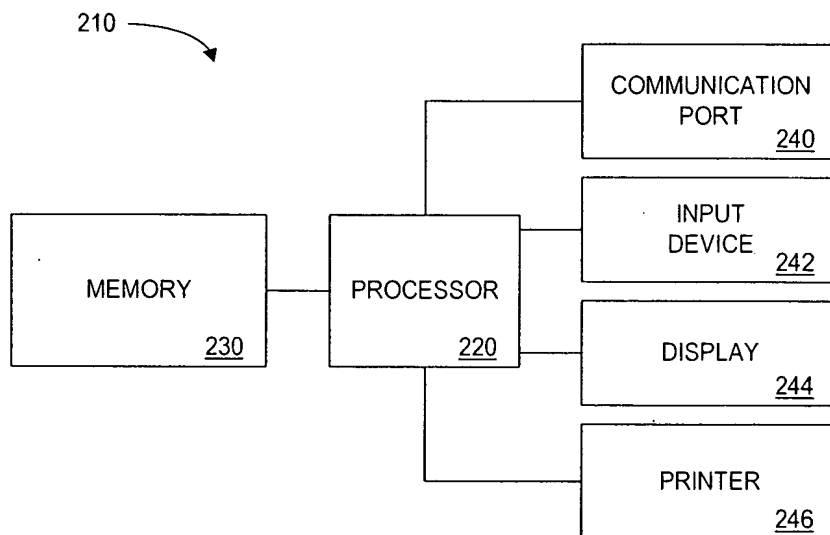 210
COMMUNICATION
PORT
240
INPUT
DEVICE
242
MEMORY
230
PROCESSOR
220
DISPLAY
244
PRINTER
246